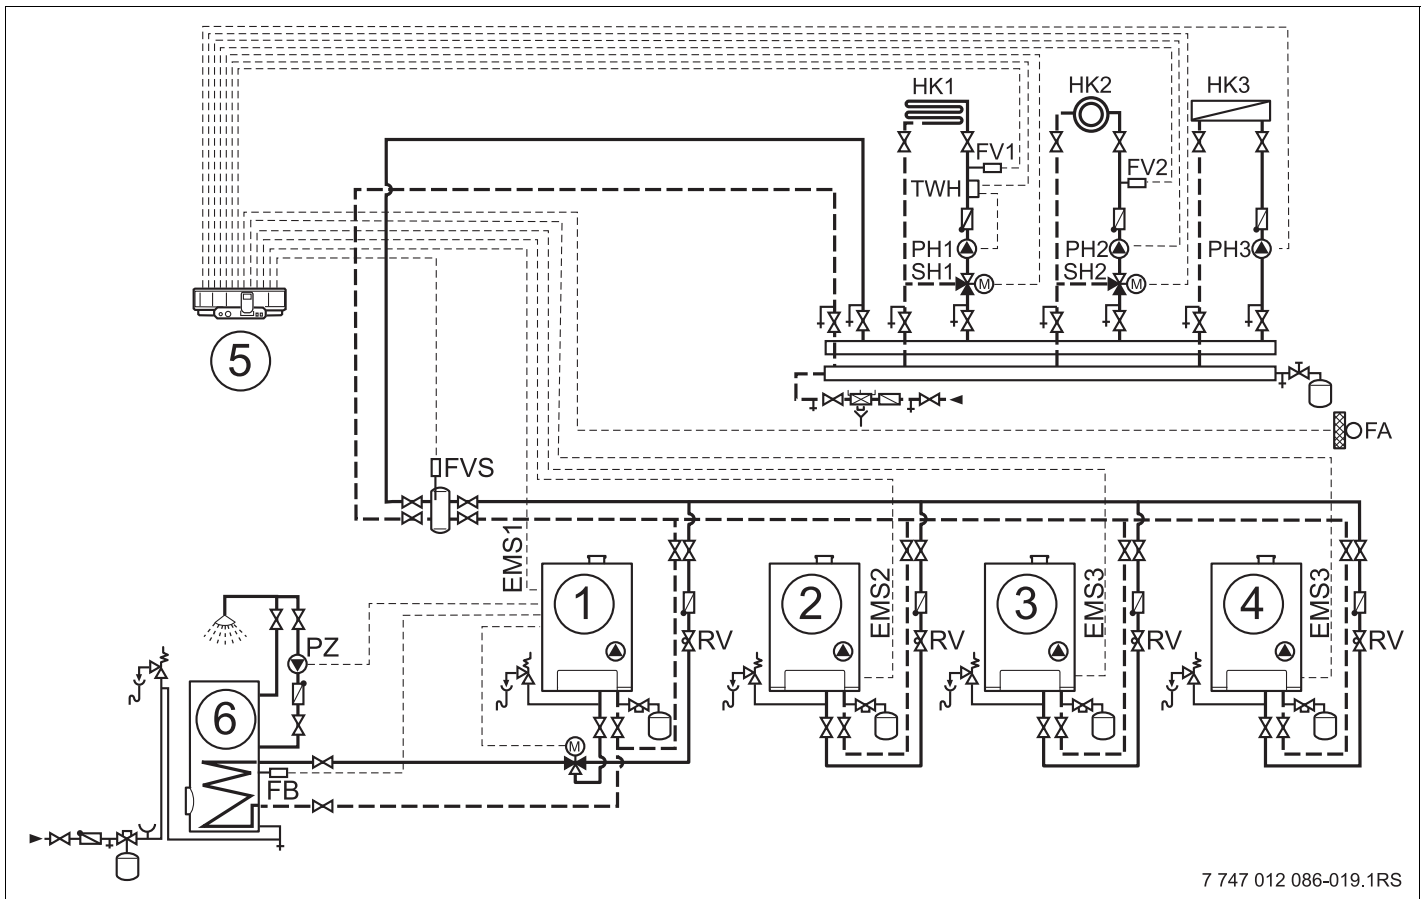 HK1
HK2
HK3
FV1
FV2
TWH
PH1
PH2
PH3
SH1
M
SH2
M
5
FA
FVS
EMS1
EMS2
EMS3
EMS3
1
2
3
4
PZ
RV
RV
RV
RV
6
M
FB
7 747 012 086-019.1RS